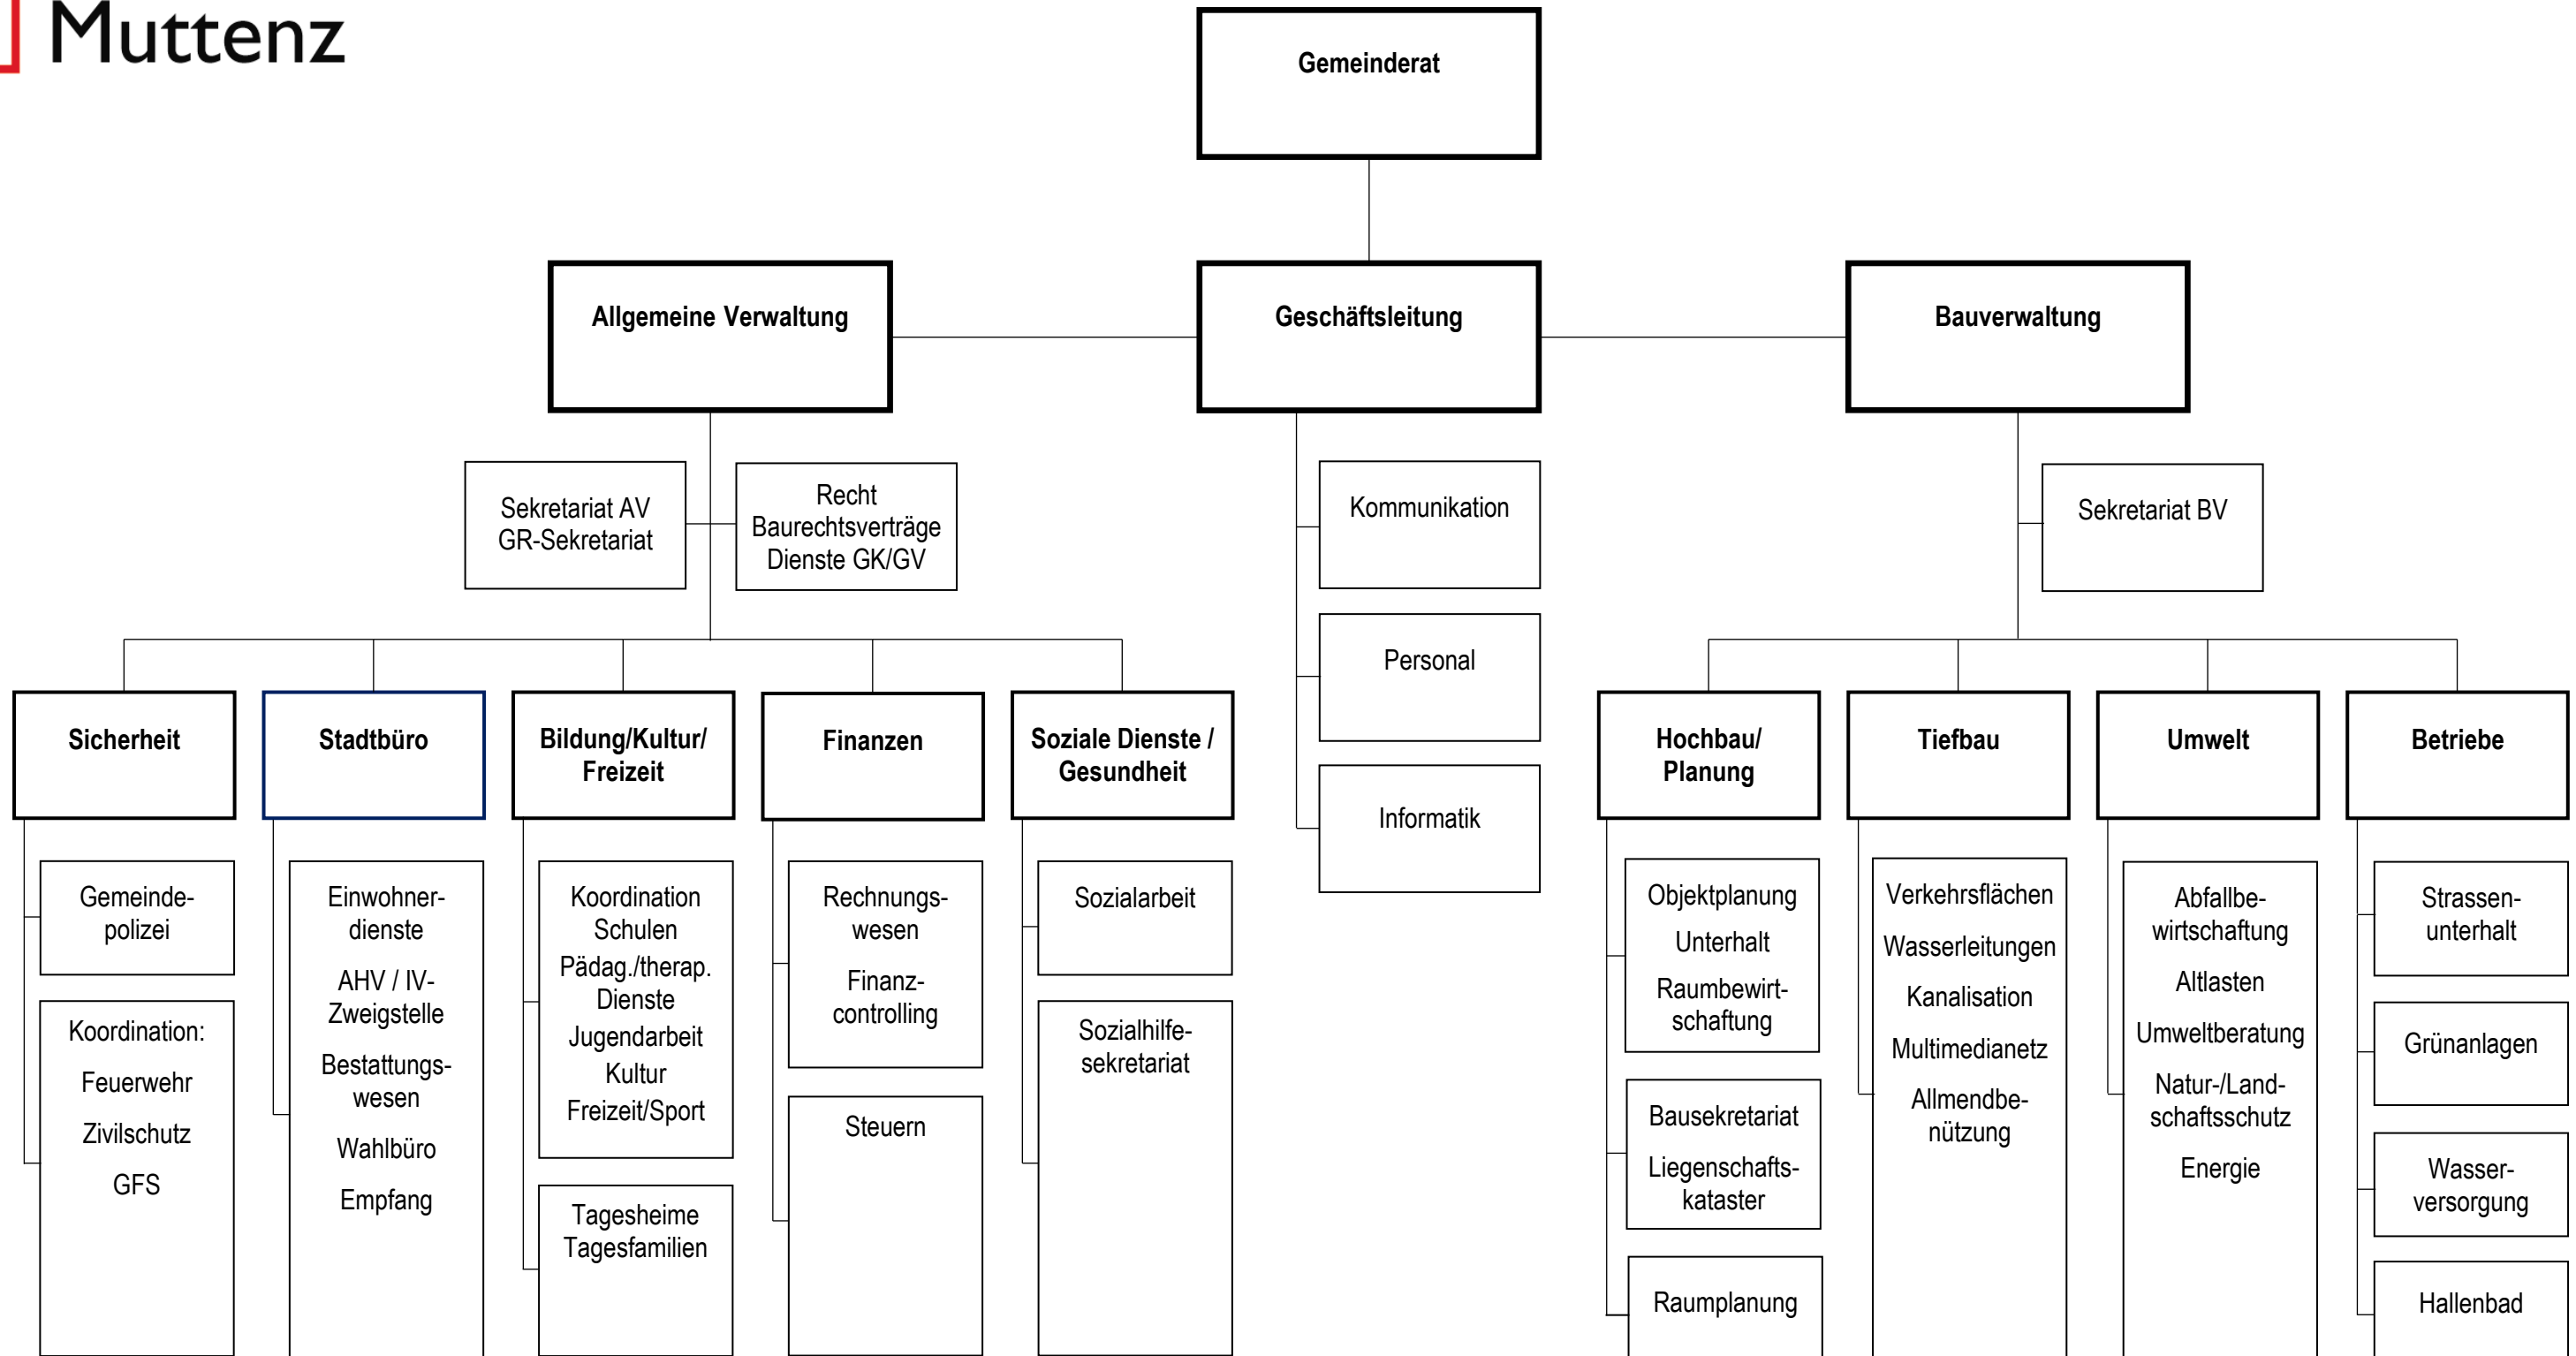 Muttenz
Gemeinderat
Allgemeine Verwaltung
Geschäftsleitung
Bauverwaltung
Sekretariat AV
GR-Sekretariat
Recht
Baurechtsverträge
Dienste GK/GV
Kommunikation
Personal
Informatik
Sekretariat BV
Sicherheit
Gemeinde-
polizei
Koordination:
Feuerwehr
Zivilschutz
GFS
Stadtbüro
Einwohner-
dienste
AHV / IV-
Zweigstelle
Bestattungs-
wesen
Wahlbüro
Empfang
Bildung/Kultur/
Freizeit
Koordination
Schulen
Pädag./therap.
Dienste
Jugendarbeit
Kultur
Freizeit/Sport
Tagesheime
Tagesfamilien
Finanzen
Rechnungs-
wesen
Finanz-
controlling
Steuern
Soziale Dienste /
Gesundheit
Sozialarbeit
Sozialhilfe-
sekretariat
Hochbau/
Planung
Objektplanung
Unterhalt
Raumbewirt-
schaftung
Bausekretariat
Liegenschafts-
kataster
Raumplanung
Tiefbau
Verkehrsflächen
Wasserleitungen
Kanalisation
Multimedianetz
Allmendbe-
nützung
Umwelt
Abfallbe-
wirtschaftung
Altlasten
Umweltberatung
Natur-/Land-
schaftsschutz
Energie
Betriebe
Strassen-
unterhalt
Grünanlagen
Wasser-
versorgung
Hallenbad